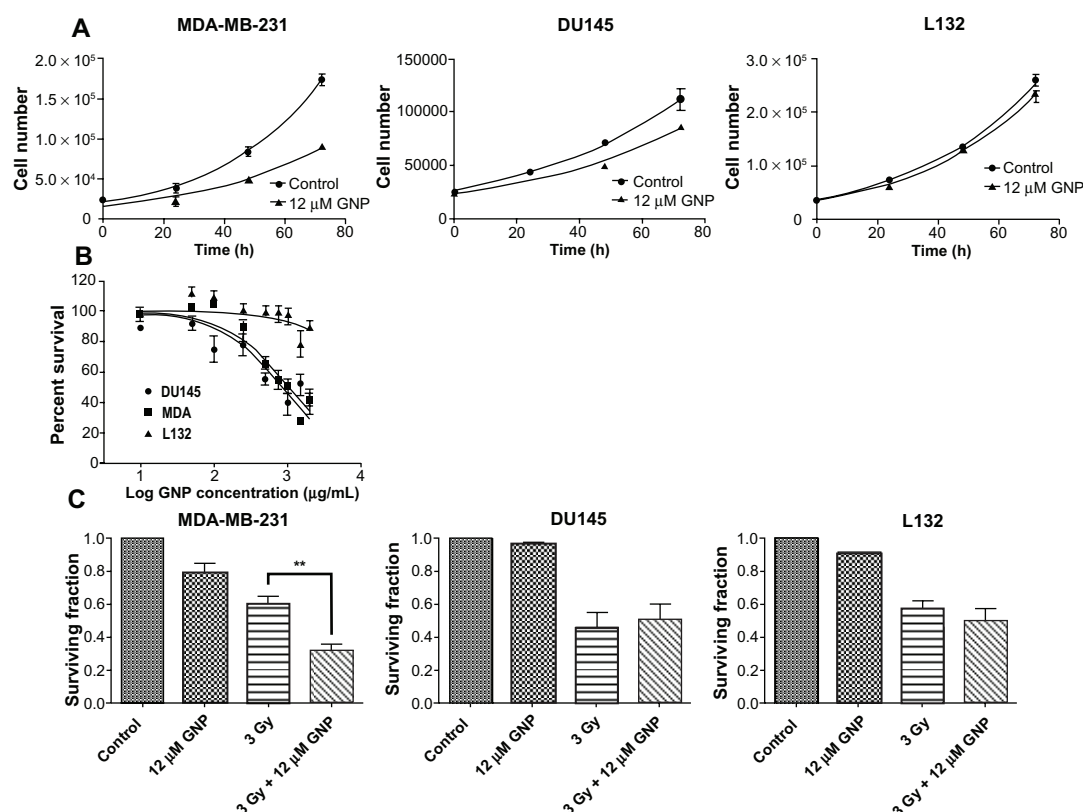 A
MDA-MB-231
Cell number
2.0 × 10⁵
1.5 × 10⁵
1.0 × 10⁵
5.0 × 10⁴
0
0 20 40 60 80
Time (h)
Control
12 µM GNP
DU145
Cell number
150000
100000
50000
0
0 20 40 60 80
Time (h)
Control
12 µM GNP
L132
Cell number
3.0 × 10⁵
2.0 × 10⁵
1.0 × 10⁵
0
0 20 40 60 80
Time (h)
Control
12 µM GNP
B
Percent survival
120
100
80
60
40
20
0
DU145
MDA
L132
1 2 3 4
Log GNP concentration (µg/mL)
C
MDA-MB-231
Surviving fraction
1.0
0.8
0.6
0.4
0.2
0.0
**
Control
12 µM GNP
3 Gy
3 Gy + 12 µM GNP
DU145
Surviving fraction
1.0
0.8
0.6
0.4
0.2
0.0
Control
12 µM GNP
3 Gy
3 Gy + 12 µM GNP
L132
Surviving fraction
1.0
0.8
0.6
0.4
0.2
0.0
Control
12 µM GNP
3 Gy
3 Gy + 12 µM GNP